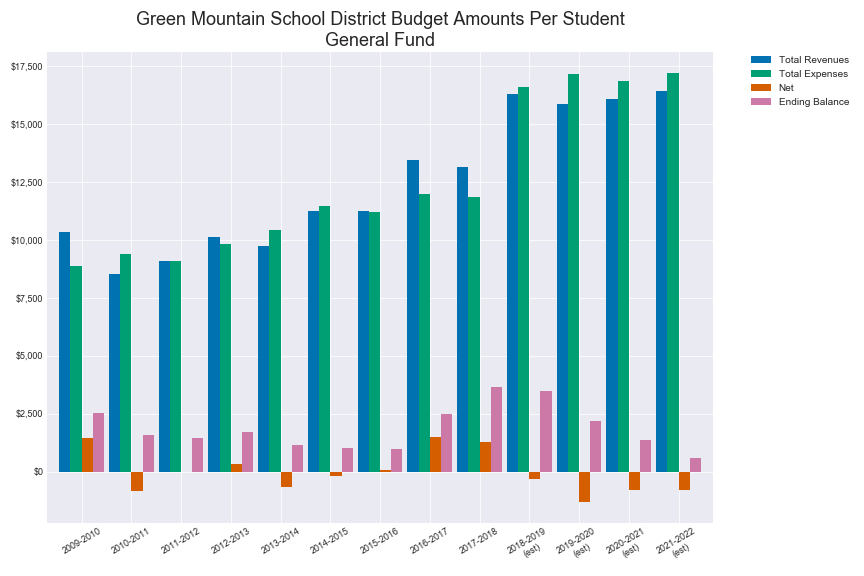 Green Mountain School District Budget Amounts Per Student
General Fund
Total Revenues
Total Expenses
Net
Ending Balance
$17,500
$15,000
$12,500
$10,000
$7,500
$5,000
$2,500
$0
2009-2010
2010-2011
2011-2012
2012-2013
2013-2014
2014-2015
2015-2016
2016-2017
2017-2018
2018-2019
(est)
2019-2020
(est)
2020-2021
(est)
2021-2022
(est)